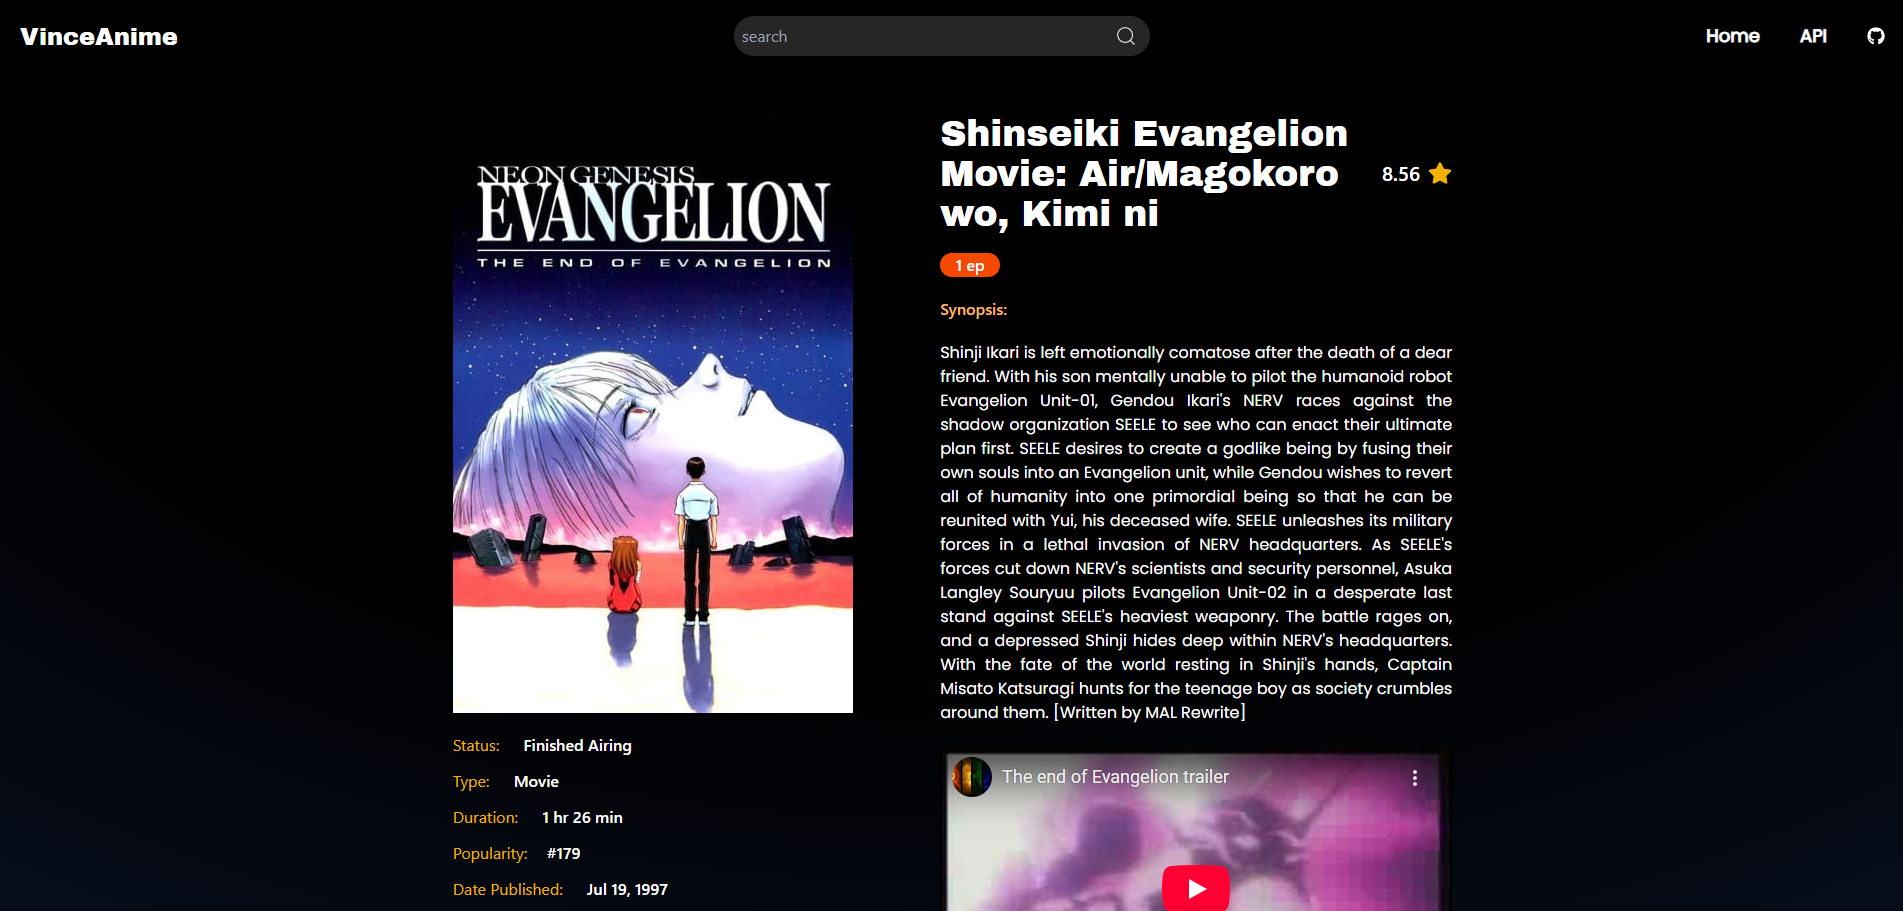 VinceAnime
search
Home
API
NEON GENESIS
EVANGELION
THE END OF EVANGELION
Status: Finished Airing
Type: Movie
Duration: 1 hr 26 min
Popularity: #179
Date Published: Jul 19, 1997
Shinseiki Evangelion
Movie: Air/Magokoro
wo, Kimi ni
8.56
1 ep
Synopsis:
Shinji Ikari is left emotionally comatose after the death of a dear
friend. With his son mentally unable to pilot the humanoid robot
Evangelion Unit-01, Gendou Ikari's NERV races against the
shadow organization SEELE to see who can enact their ultimate
plan first. SEELE desires to create a godlike being by fusing their
own souls into an Evangelion unit, while Gendou wishes to revert
all of humanity into one primordial being so that he can be
reunited with Yui, his deceased wife. SEELE unleashes its military
forces in a lethal invasion of NERV headquarters. As SEELE's
forces cut down NERV's scientists and security personnel, Asuka
Langley Souryuu pilots Evangelion Unit-02 in a desperate last
stand against SEELE's heaviest weaponry. The battle rages on,
and a depressed Shinji hides deep within NERV's headquarters.
With the fate of the world resting in Shinji's hands, Captain
Misato Katsuragi hunts for the teenage boy as society crumbles
around them. [Written by MAL Rewrite]
The end of Evangelion trailer